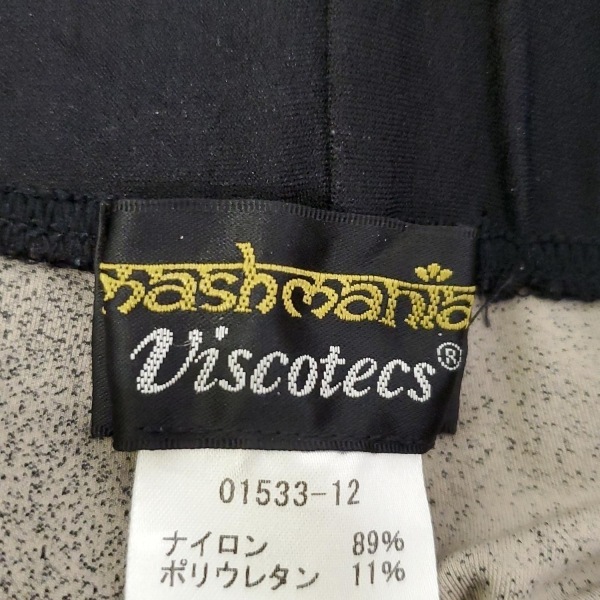 mashmania
Viscotecs®
01533-12
ナイロン 89%
ポリウレタン 11%